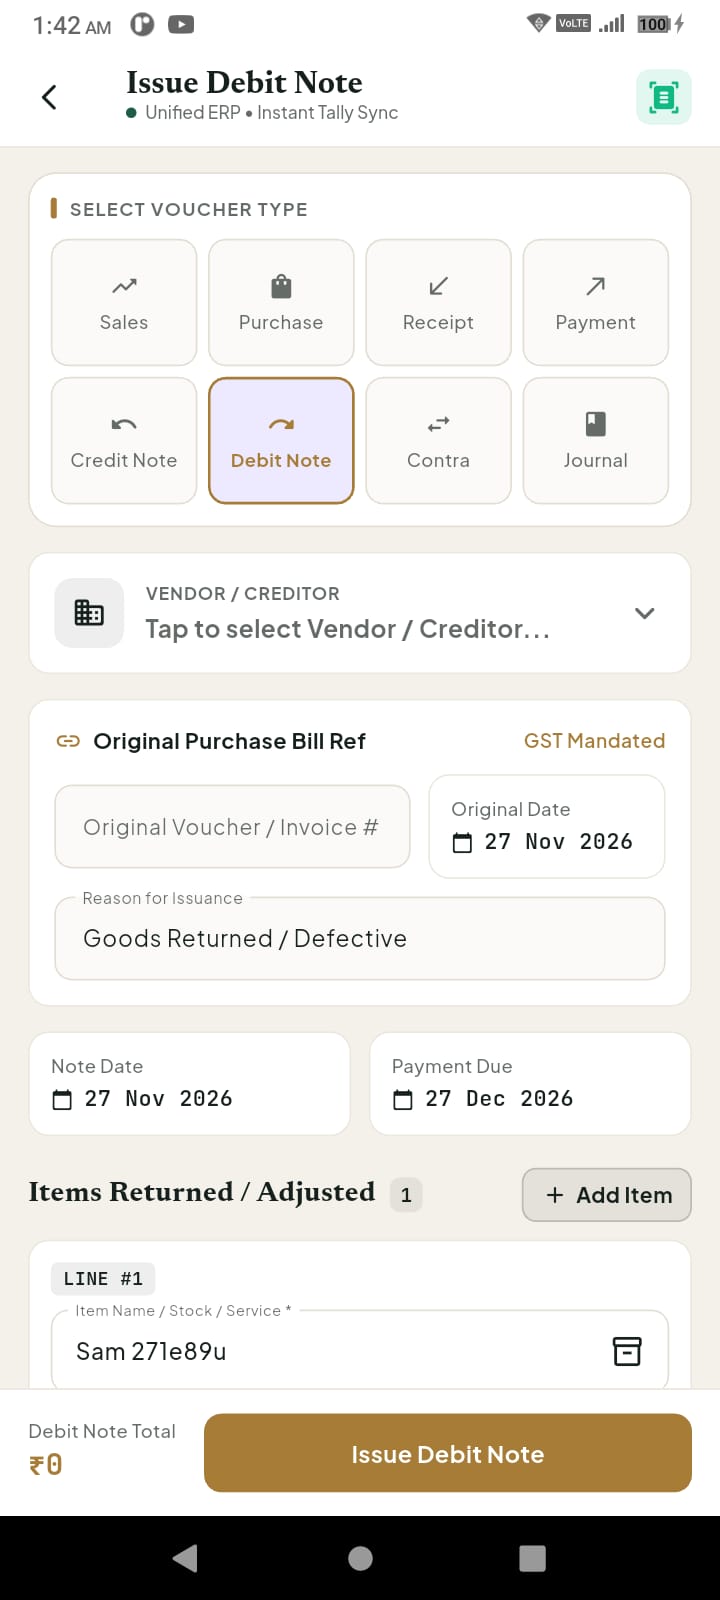 1:42 AM
VoLTE
100
Issue Debit Note
Unified ERP • Instant Tally Sync
SELECT VOUCHER TYPE
Sales
Purchase
Receipt
Payment
Credit Note
Debit Note
Contra
Journal
VENDOR / CREDITOR
Tap to select Vendor / Creditor...
Original Purchase Bill Ref
GST Mandated
Original Voucher / Invoice #
Original Date
27 Nov 2026
Reason for Issuance
Goods Returned / Defective
Note Date
27 Nov 2026
Payment Due
27 Dec 2026
Items Returned / Adjusted 1
+ Add Item
LINE #1
Item Name / Stock / Service *
Sam 271e89u
Debit Note Total
₹0
Issue Debit Note